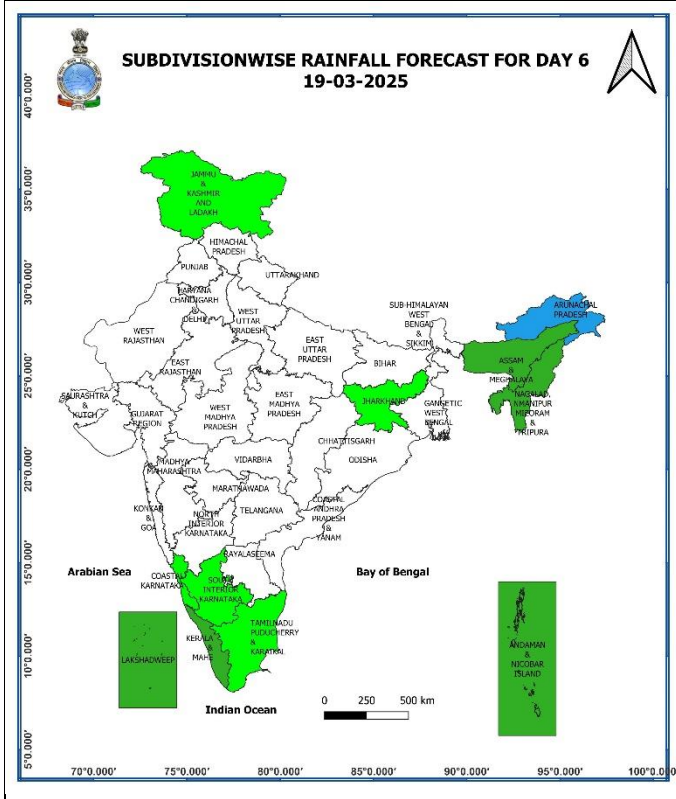 SUBDIVISIONWISE RAINFALL FORECAST FOR DAY 6
19-03-2025
40°0.000'
35°0.000'
30°0.000'
25°0.000'
20°0.000'
15°0.000'
10°0.000'
5°0.000'
JAMMU
&
KASHMIR
AND
LADAKH
HIMACHAL
PRADESH
PUNJAB
UTTARAKHAND
HARYANA
CHANDIGARH
&
DELHI
WEST
UTTAR
PRADESH
WEST
RAJASTHAN
EAST
RAJASTHAN
EAST
UTTAR
PRADESH
SUB-HIMALAYAN
WEST
BENGAL
&
SIKKIM
ARUNACHAL
PRADESH
BIHAR
ASSAM
&
MEGHALAYA
NAGALAD,
MANIPUR
MIZORAM
&
TRIPURA
SAURASHTRA
&
KUTCH
GUJARAT
REGION
WEST
MADHYA
PRADESH
EAST
MADHYA
PRADESH
JHARKHAND
GANGETIC
WEST
BENGAL
CHHATTISGARH
ODISHA
MADHYA
MAHARASHTRA
VIDARBHA
MARATHAWADA
KONKAN
&
GOA
NORTH
INTERIOR
KARNATAKA
TELANGANA
COASTAL
ANDHRA
PRADESH
&
YANAM
RAYALASEEMA
Arabian Sea
Bay of Bengal
COASTAL
KARNATAKA
SOUTH
INTERIOR
KARNATAKA
TAMILNADU
PUDUCHERRY
&
KARAIKAL
KERALA
&
MAHE
LAKSHADWEEP
ANDAMAN
&
NICOBAR
ISLAND
Indian Ocean
0 250 500 km
70°0.000' 75°0.000' 80°0.000' 85°0.000' 90°0.000' 95°0.000' 100°0.000'